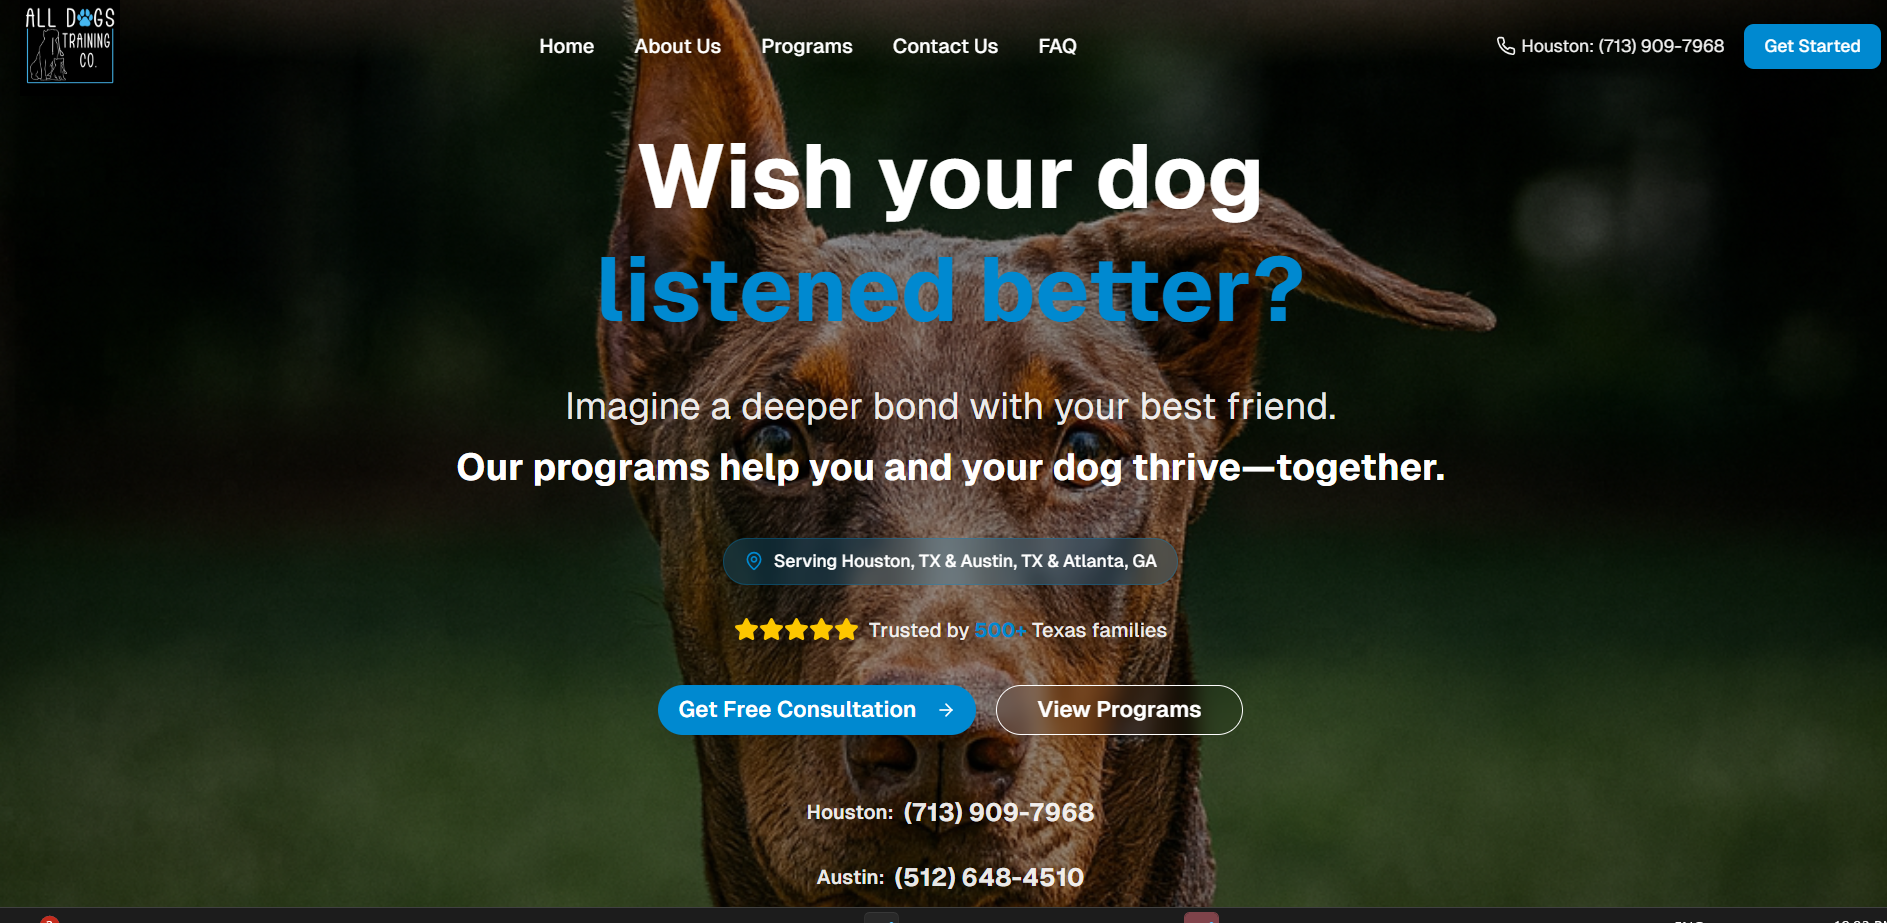 ALL DOGS
TRAINING
CO.
Home
About Us
Programs
Contact Us
FAQ
Houston: (713) 909-7968
Get Started
Wish your dog
listened better?
Imagine a deeper bond with your best friend.
Our programs help you and your dog thrive—together.
Serving Houston, TX & Austin, TX & Atlanta, GA
Trusted by 500+ Texas families
Get Free Consultation
View Programs
Houston: (713) 909-7968
Austin: (512) 648-4510